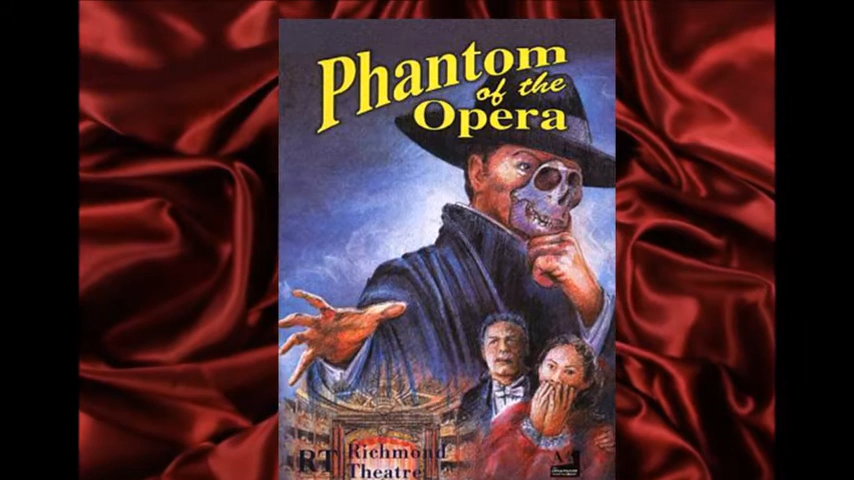 Phantom
of the
Opera
RT Richmond
Theatre